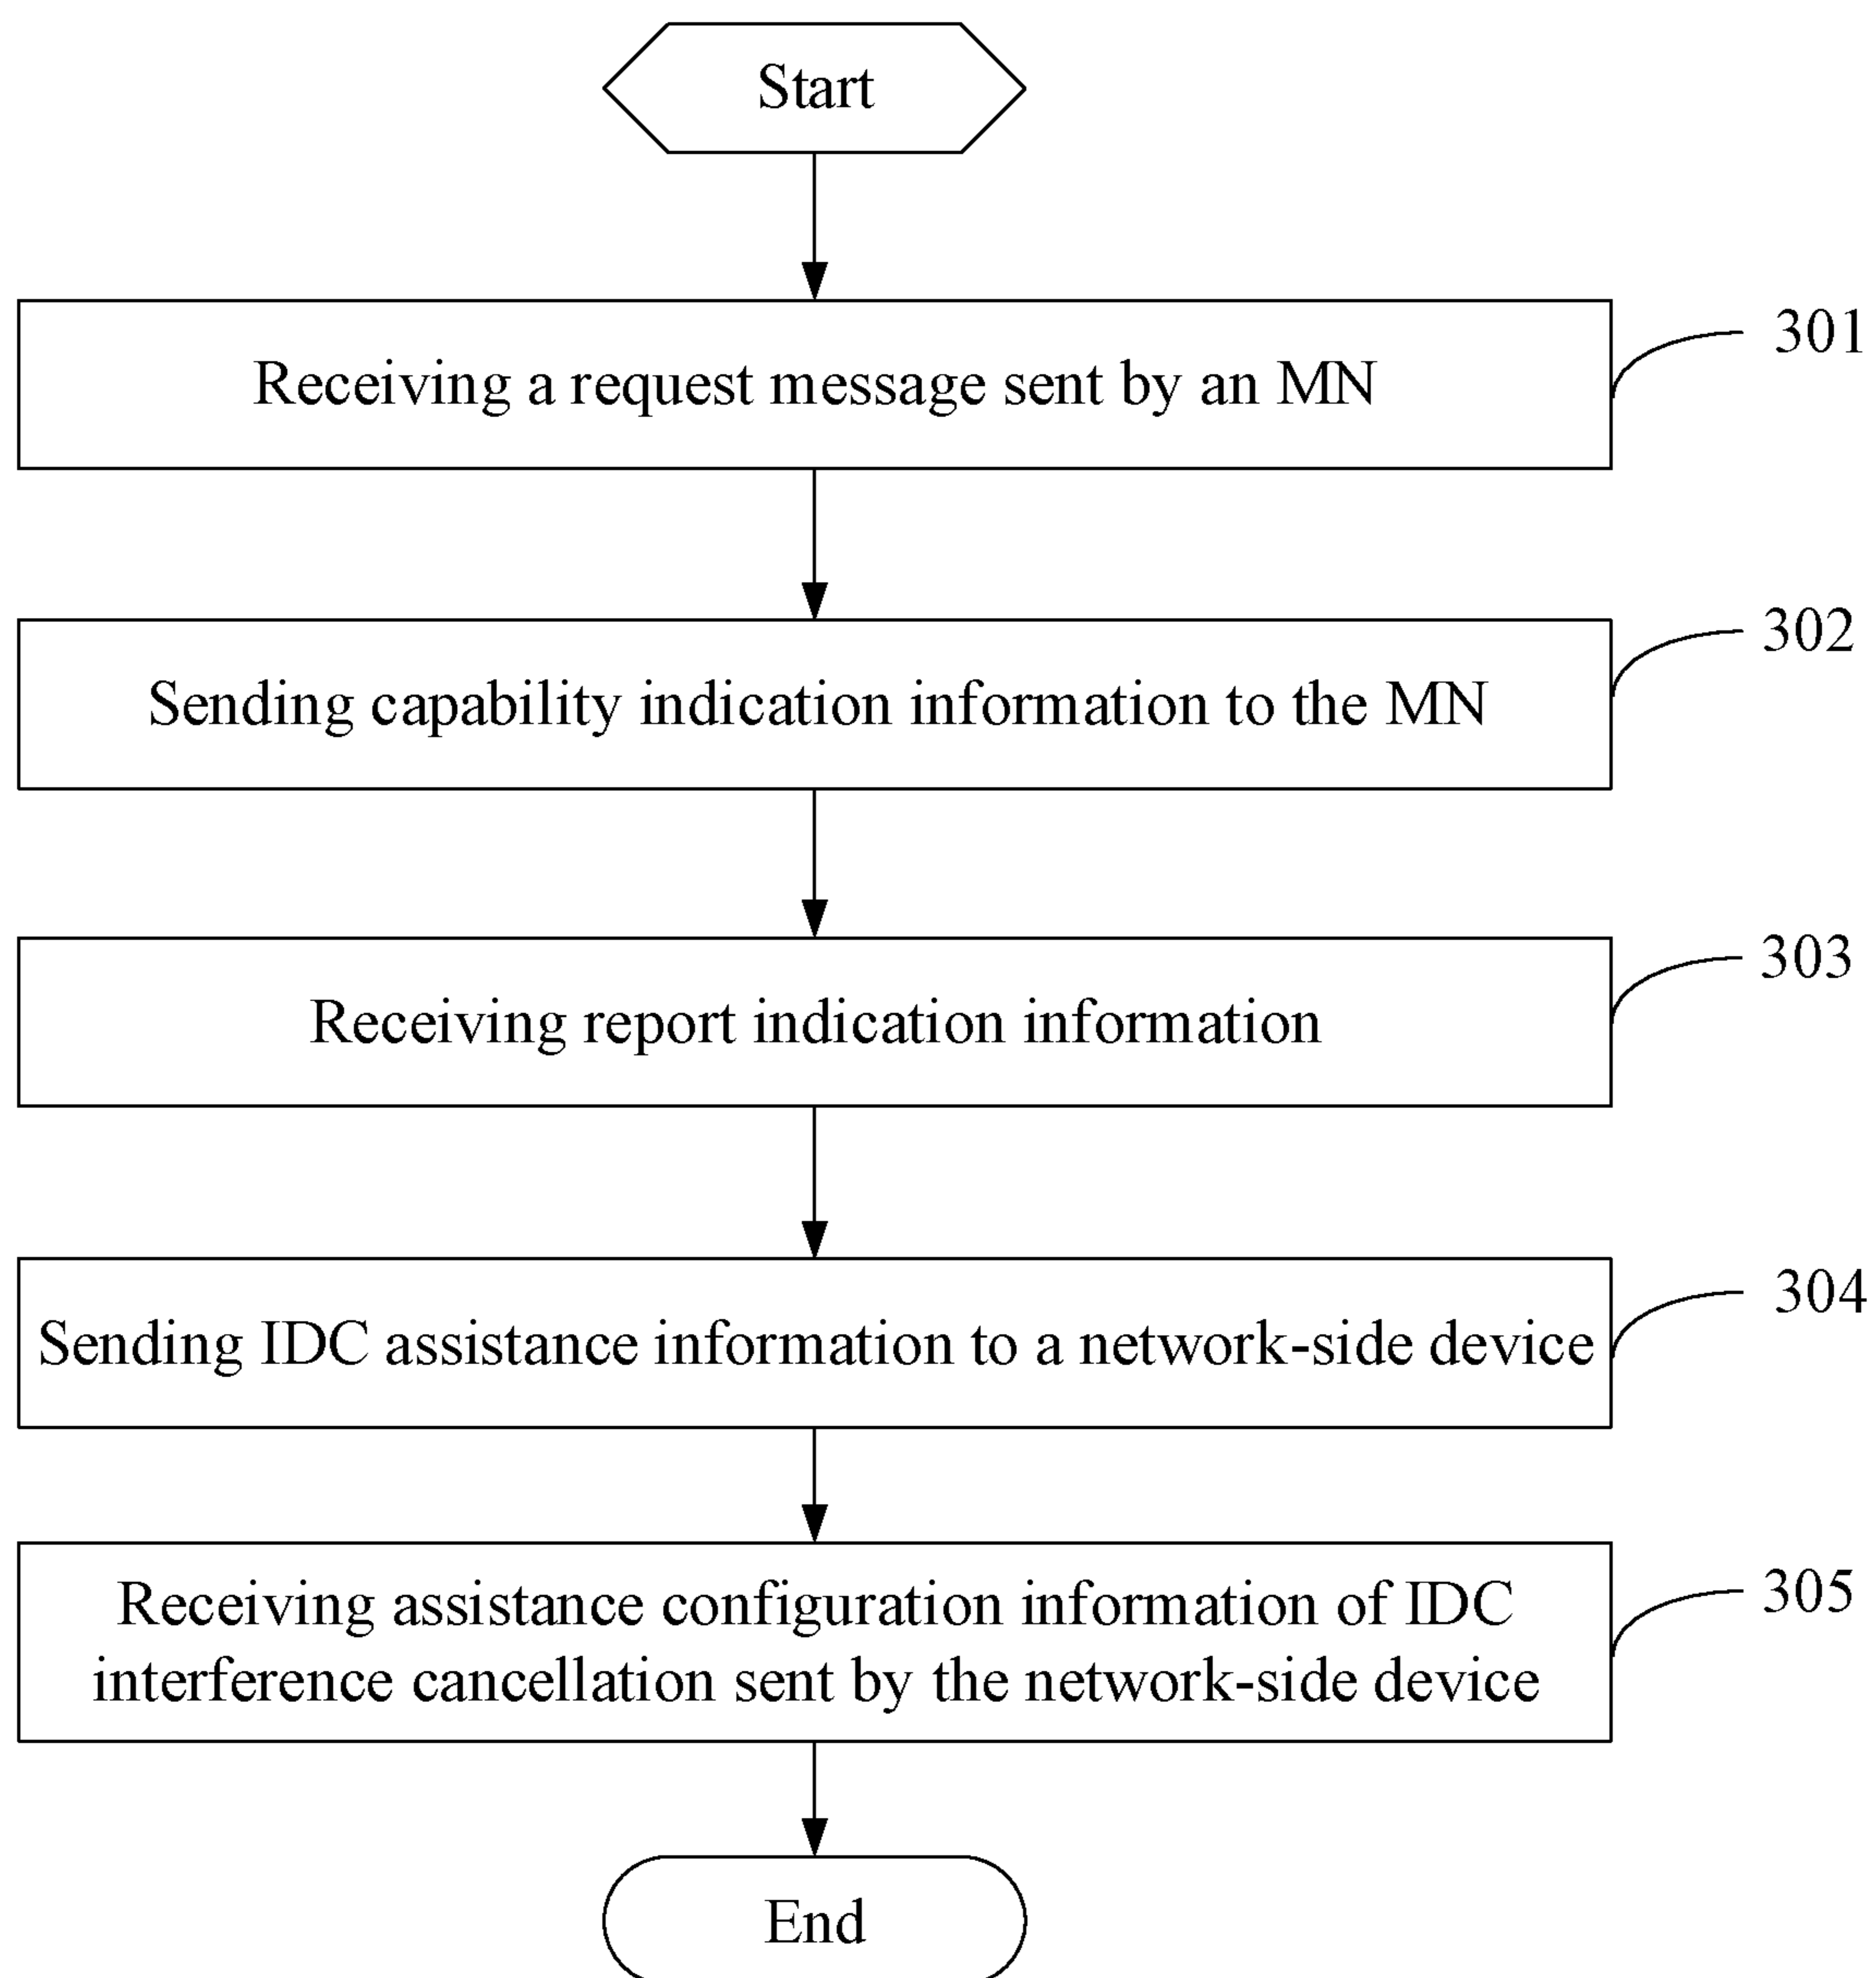 Start
Receiving a request message sent by an MN
301
Sending capability indication information to the MN
302
Receiving report indication information
303
Sending IDC assistance information to a network-side device
304
Receiving assistance configuration information of IDC
interference cancellation sent by the network-side device
305
End